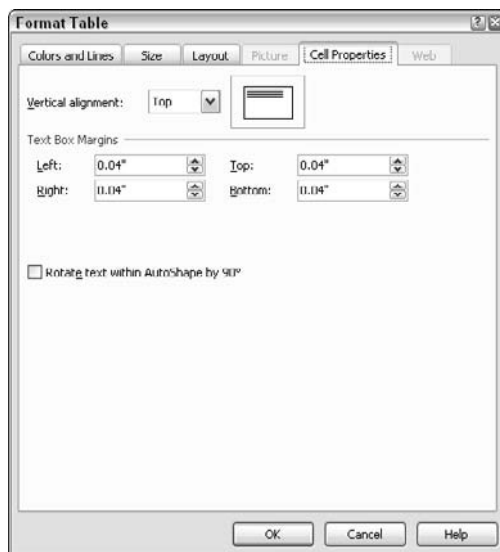 Format Table
Colors and Lines Size Layout Picture Cell Properties Web
Vertical alignment: Top
Text Box Margins
Left: 0.04" Top: 0.04"
Right: 0.04" Bottom: 0.04"
Rotate text within AutoShape by 90°
OK Cancel Help